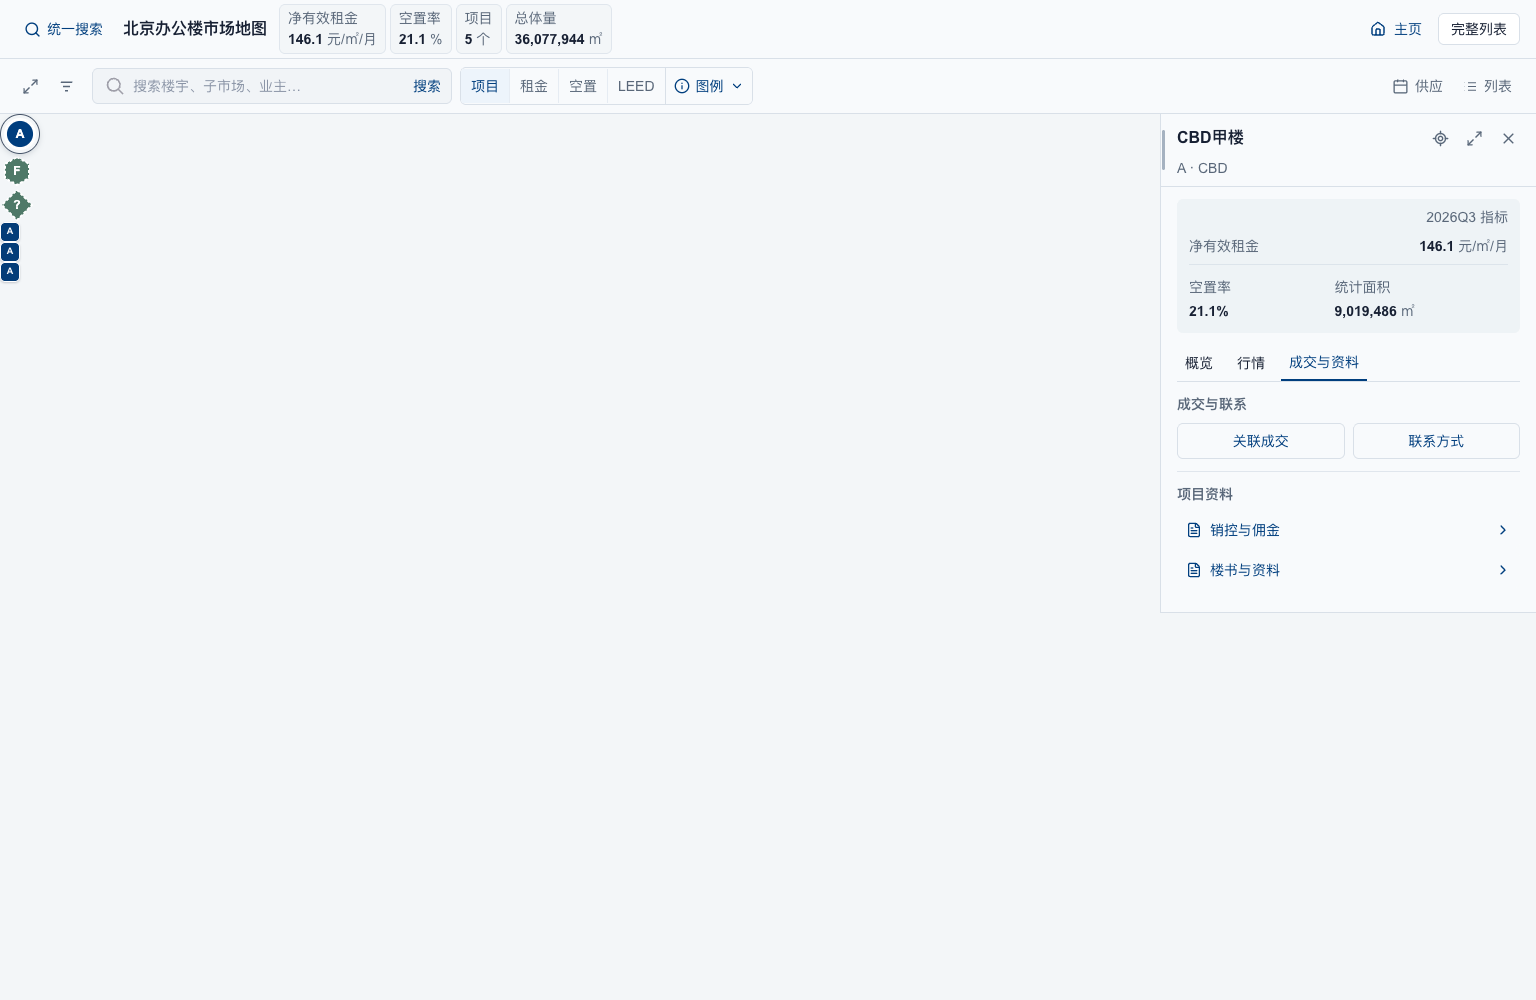 统一搜索
北京办公楼市场地图
净有效租金
146.1 元/㎡/月
空置率
21.1 %
项目
5 个
总体量
36,077,944 ㎡
主页
完整列表
搜索楼宇、子市场、业主…
搜索
项目
租金
空置
LEED
图例
供应
列表
A
F
?
A
A
A
CBD甲楼
A · CBD
2026Q3 指标
净有效租金
146.1 元/㎡/月
空置率
统计面积
21.1%
9,019,486 ㎡
概览
行情
成交与资料
成交与联系
关联成交
联系方式
项目资料
销控与佣金
楼书与资料